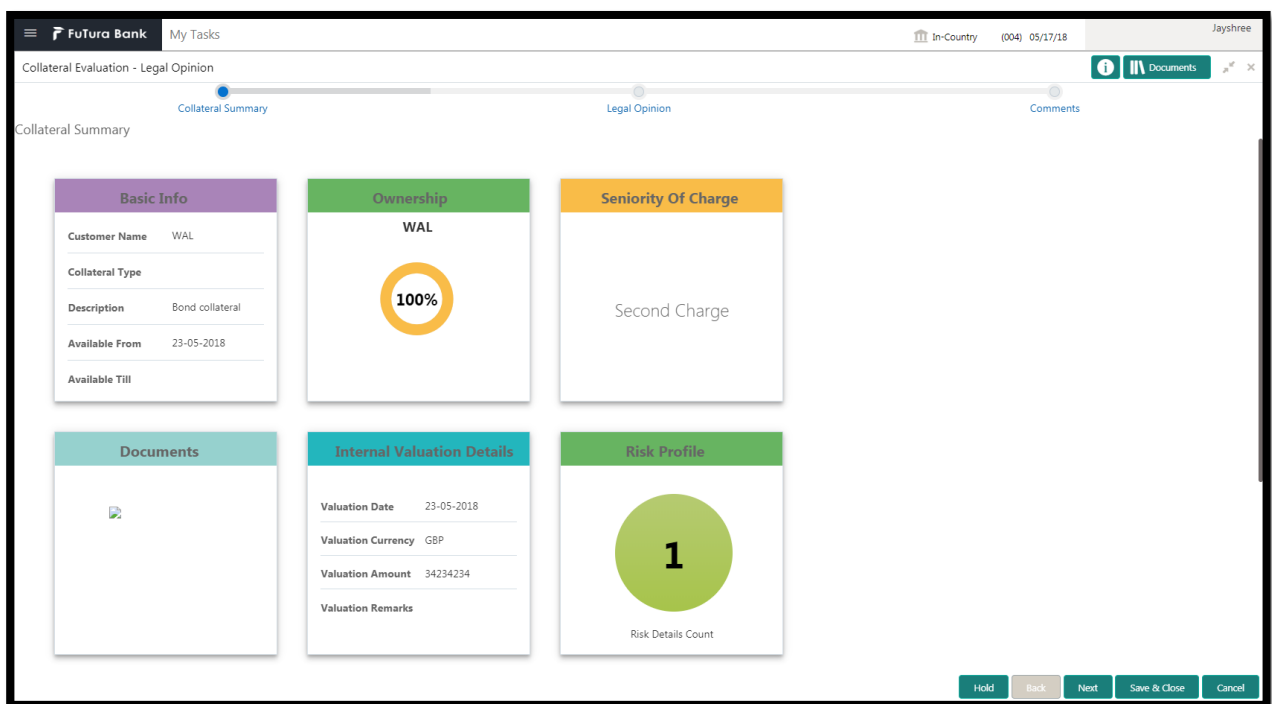 FuTura Bank
My Tasks
In-Country (004) 05/17/18
Jayshree
Collateral Evaluation - Legal Opinion
i
Documents
Collateral Summary
Legal Opinion
Comments
Collateral Summary
Basic Info
Customer Name WAL
Collateral Type
Description Bond collateral
Available From 23-05-2018
Available Till
Ownership
WAL
100%
Seniority Of Charge
Second Charge
Documents
Internal Valuation Details
Valuation Date 23-05-2018
Valuation Currency GBP
Valuation Amount 34234234
Valuation Remarks
Risk Profile
1
Risk Details Count
Hold Back Next Save & Close Cancel